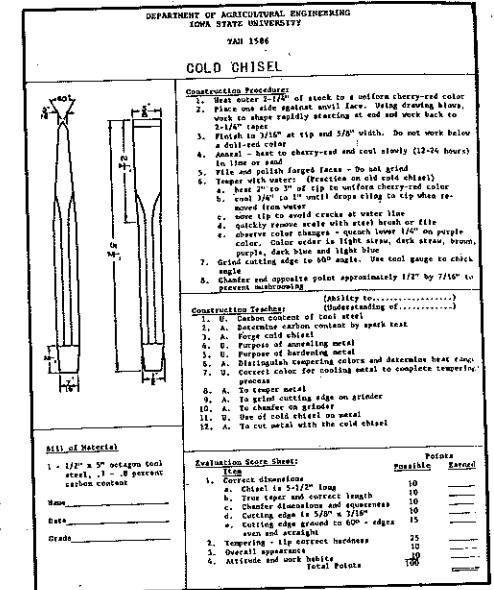 DEPARTMENT OF AGRICULTURAL ENGINEERING
IOWA STATE UNIVERSITY
COLD CHISEL
Construction Procedure:
1. Heat outer 2-1/4" of stock to a uniform cherry-red color
2. Place one side against anvil face. Using drawing blows,
work to shape rapidly starting at end and work back to
taper
3. Finish to 3/16" at tip and 5/8" width. Do not work below
a dull-red color
4. Anneal - heat to cherry-red and cool slowly (12-24 hours)
in lime or sand
5. File and polish forged faces - Do not grind
6. Temper with water: (Practice on old cold chisel)
a. heat 2" to 3" of tip to uniform cherry-red color
b. cool 3/4" to 1" until drops cling to tip when re-
moved from water
c. move tip to avoid cracks at water line
d. quickly remove scale with steel brush or file
e. observe color changes - quench lower 1/4" on purple
color. Color order is light straw, dark straw, brown,
purple, dark blue and light blue
7. Grind cutting edge to 60° angle. Use tool gauge to check
angle
8. Chamfer end opposite point approximately 1/2" by 7/16" to
prevent mushrooming
(Ability to.................)
Construction Teaches: (Understanding of............)
1. U. Carbon content of tool steel
2. A. Determine carbon content by spark test
3. A. Forge cold chisel
4. U. Purpose of annealing metal
5. U. Purpose of hardening metal
6. A. Distinguish tempering colors and determine heat range
7. U. Correct color for cooling metal to complete tempering
process
8. A. To temper metal
9. A. To grind cutting edge on grinder
10. A. To chamfer on grinder
11. U. Use of cold chisel on metal
12. A. To cut metal with the cold chisel
Bill of Material
1 - 1/2" x 5" octagon tool
steel, .7 - .8 percent
carbon content
Name
Date
Grade
Evaluation Score Sheet:
Points
Item Possible Earned
1. Correct dimensions
a. Chisel is 5-1/2" long 10
b. True taper and correct length 10
c. Chamfer dimensions and squareness 10
d. Cutting edge is 5/8" x 3/16" 10
e. Cutting edge ground to 60° - edges 15
even and straight
2. Tempering - tip correct hardness 25
3. Overall appearance 10
4. Attitude and work habits 10
Total Points 100